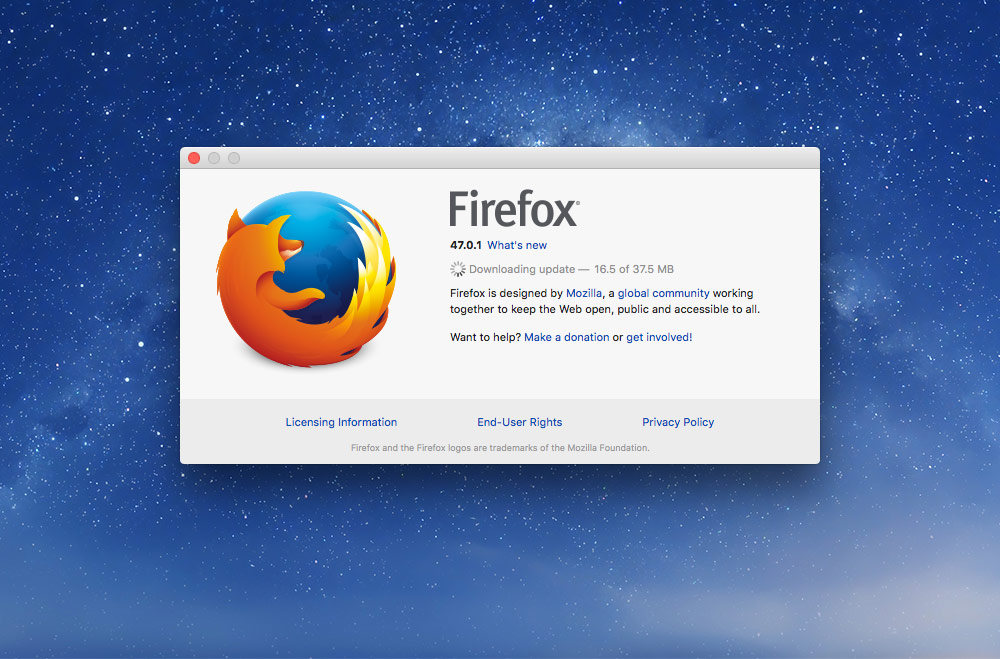 Firefox®
47.0.1 What's new
Downloading update — 16.5 of 37.5 MB
Firefox is designed by Mozilla, a global community working
together to keep the Web open, public and accessible to all.
Want to help? Make a donation or get involved!
Licensing Information End-User Rights Privacy Policy
Firefox and the Firefox logos are trademarks of the Mozilla Foundation.